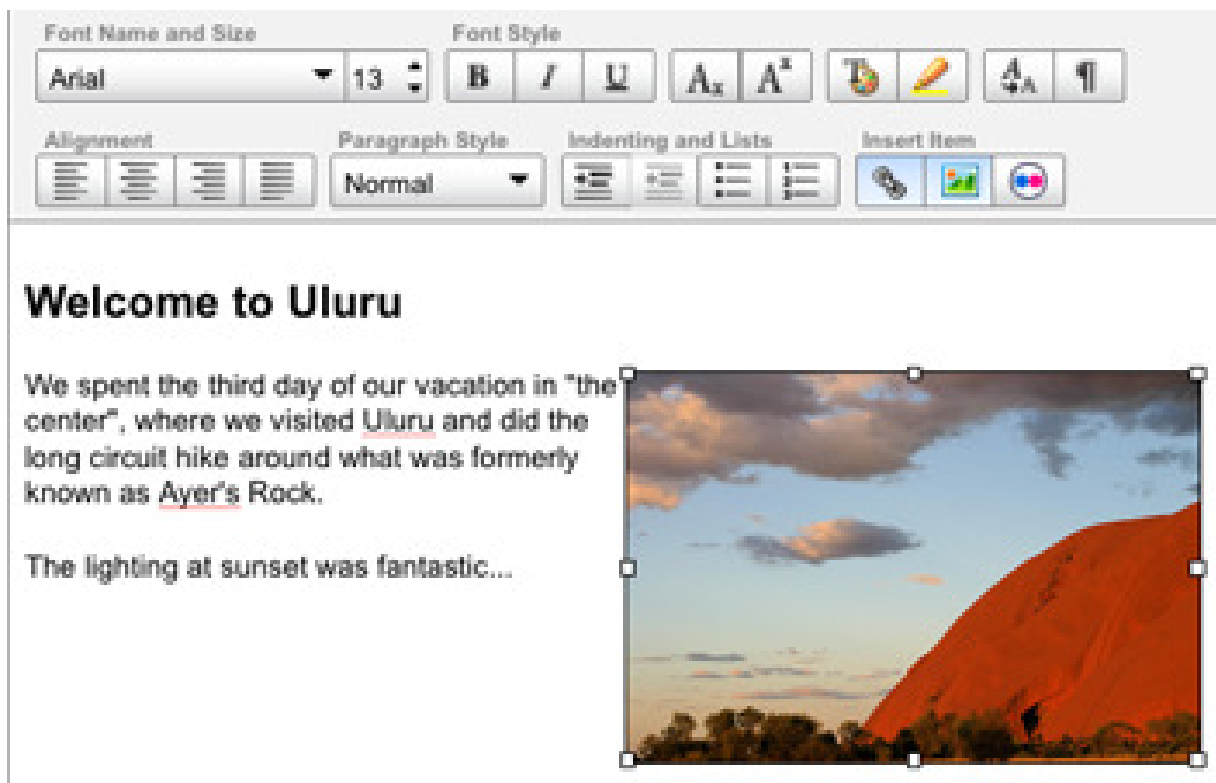 Font Name and Size
Font Style
Arial
13
B I U Ax Aˣ T A A ¶
Alignment
Paragraph Style
Indenting and Lists
Insert Item
Normal
Welcome to Uluru
We spent the third day of our vacation in "the
center", where we visited Uluru and did the
long circuit hike around what was formerly
known as Ayer's Rock.
The lighting at sunset was fantastic...